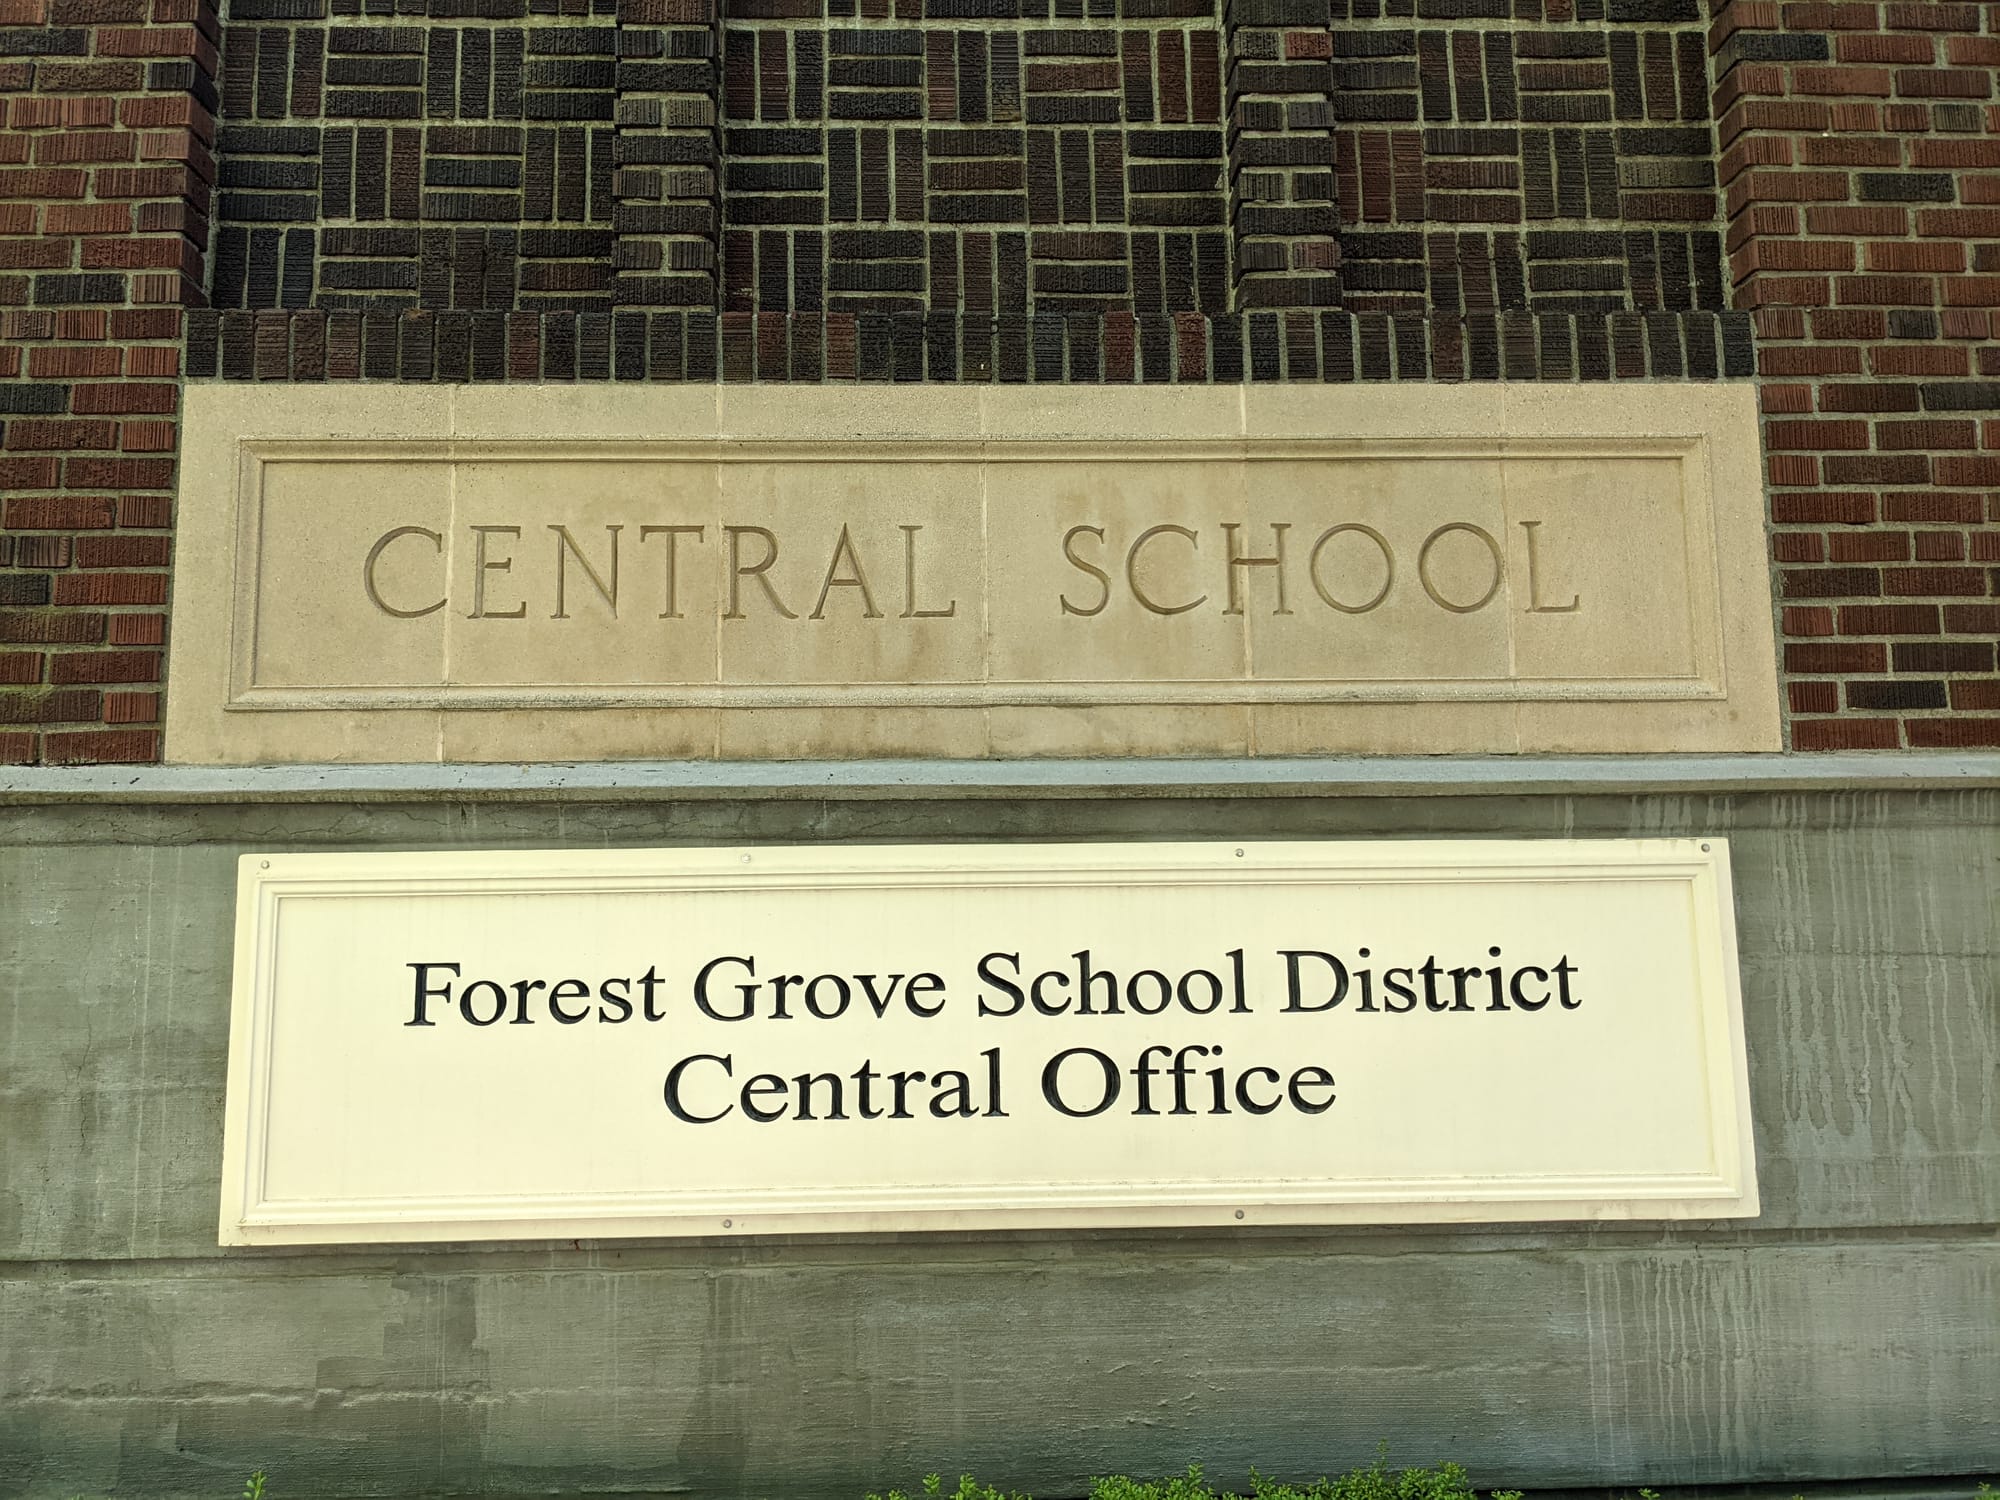 CENTRAL SCHOOL
Forest Grove School District
Central Office